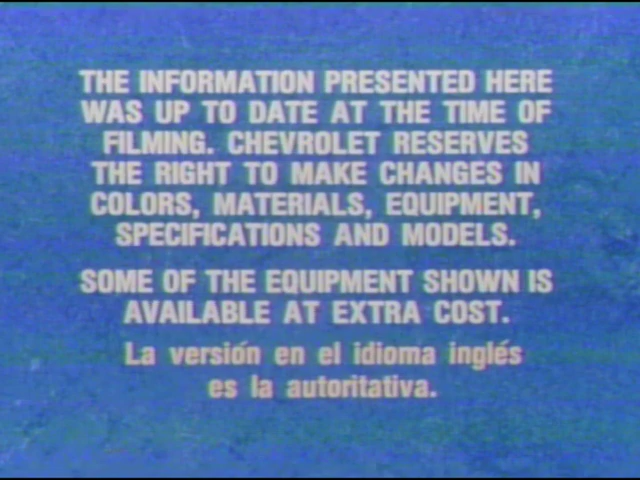 THE INFORMATION PRESENTED HERE
WAS UP TO DATE AT THE TIME OF
FILMING. CHEVROLET RESERVES
THE RIGHT TO MAKE CHANGES IN
COLORS, MATERIALS, EQUIPMENT,
SPECIFICATIONS AND MODELS.
SOME OF THE EQUIPMENT SHOWN IS
AVAILABLE AT EXTRA COST.
La versión en el idioma inglés
es la autoritativa.